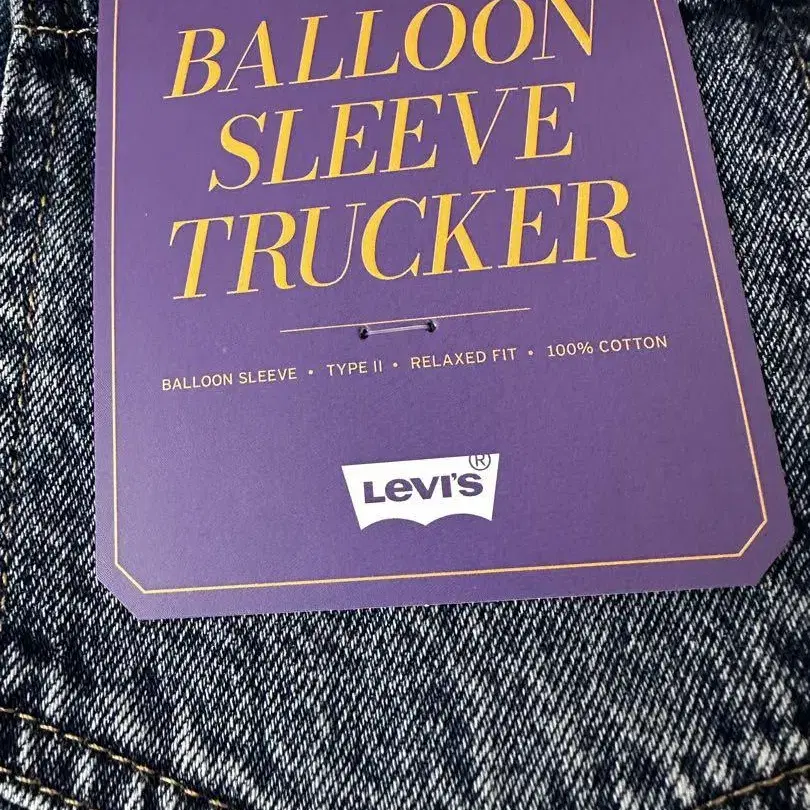 BALLOON
SLEEVE
TRUCKER
BALLOON SLEEVE • TYPE II • RELAXED FIT • 100% COTTON
LEVI'S®